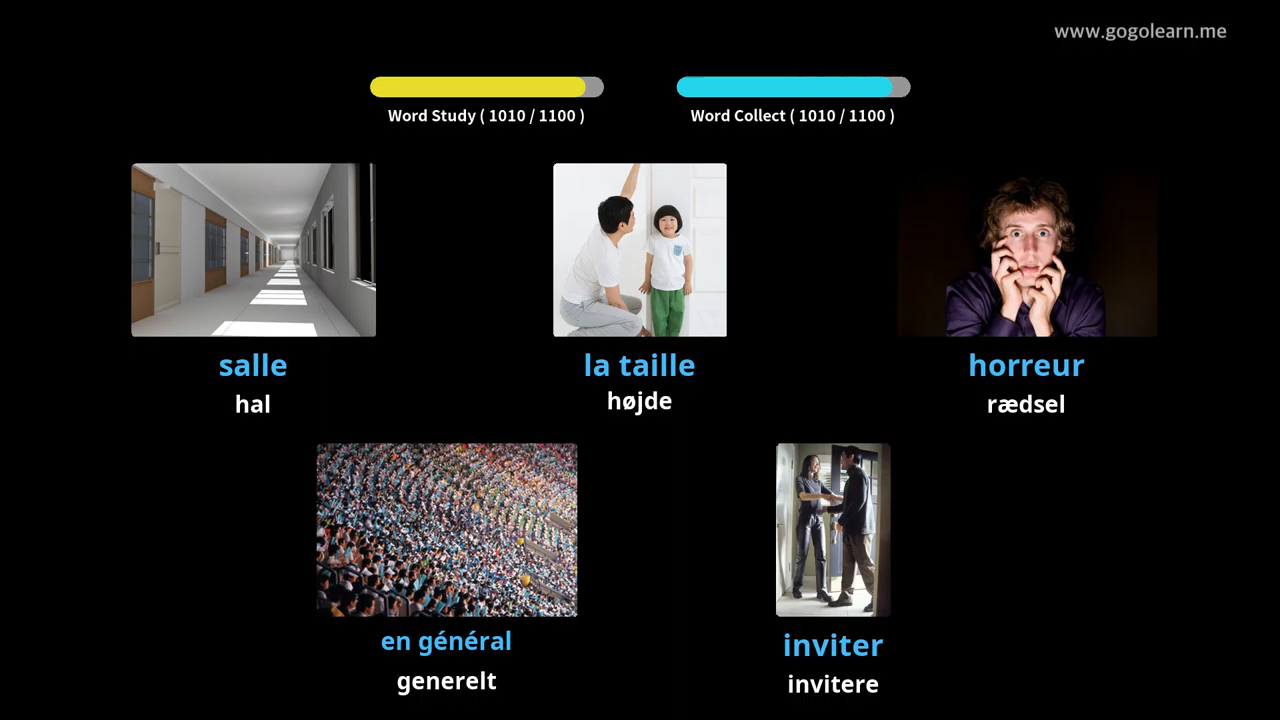 www.gogolearn.me
Word Study ( 1010 / 1100 )
Word Collect ( 1010 / 1100 )
salle
hal
la taille
højde
horreur
rædsel
en général
generelt
inviter
invitere